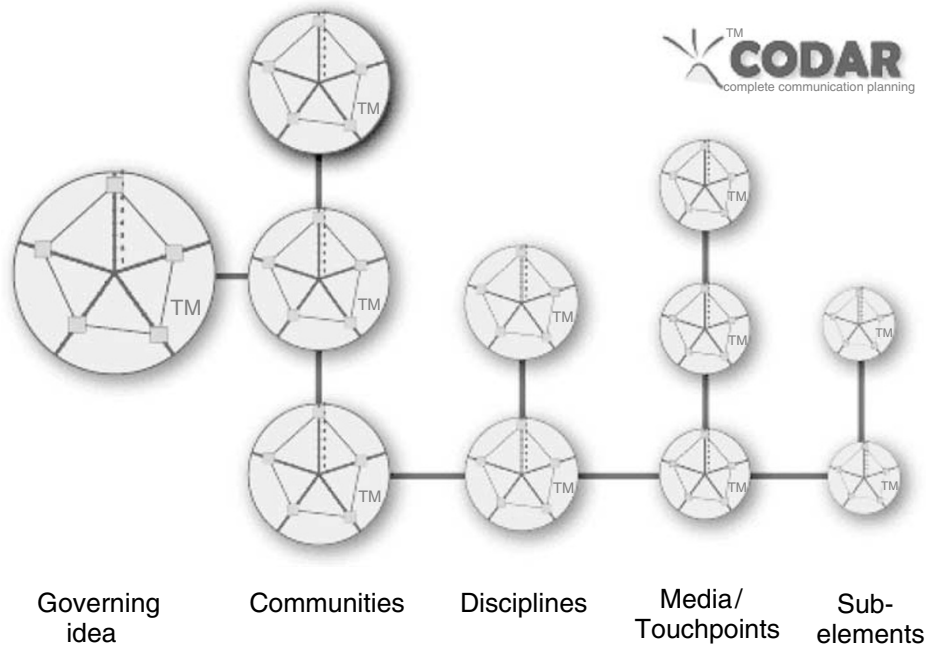 TM
CODAR
complete communication planning
TM
TM
TM
TM
TM
TM
TM
TM
TM
TM
TM
TM
Governing
idea
Communities
Disciplines
Media/
Touchpoints
Sub-
elements